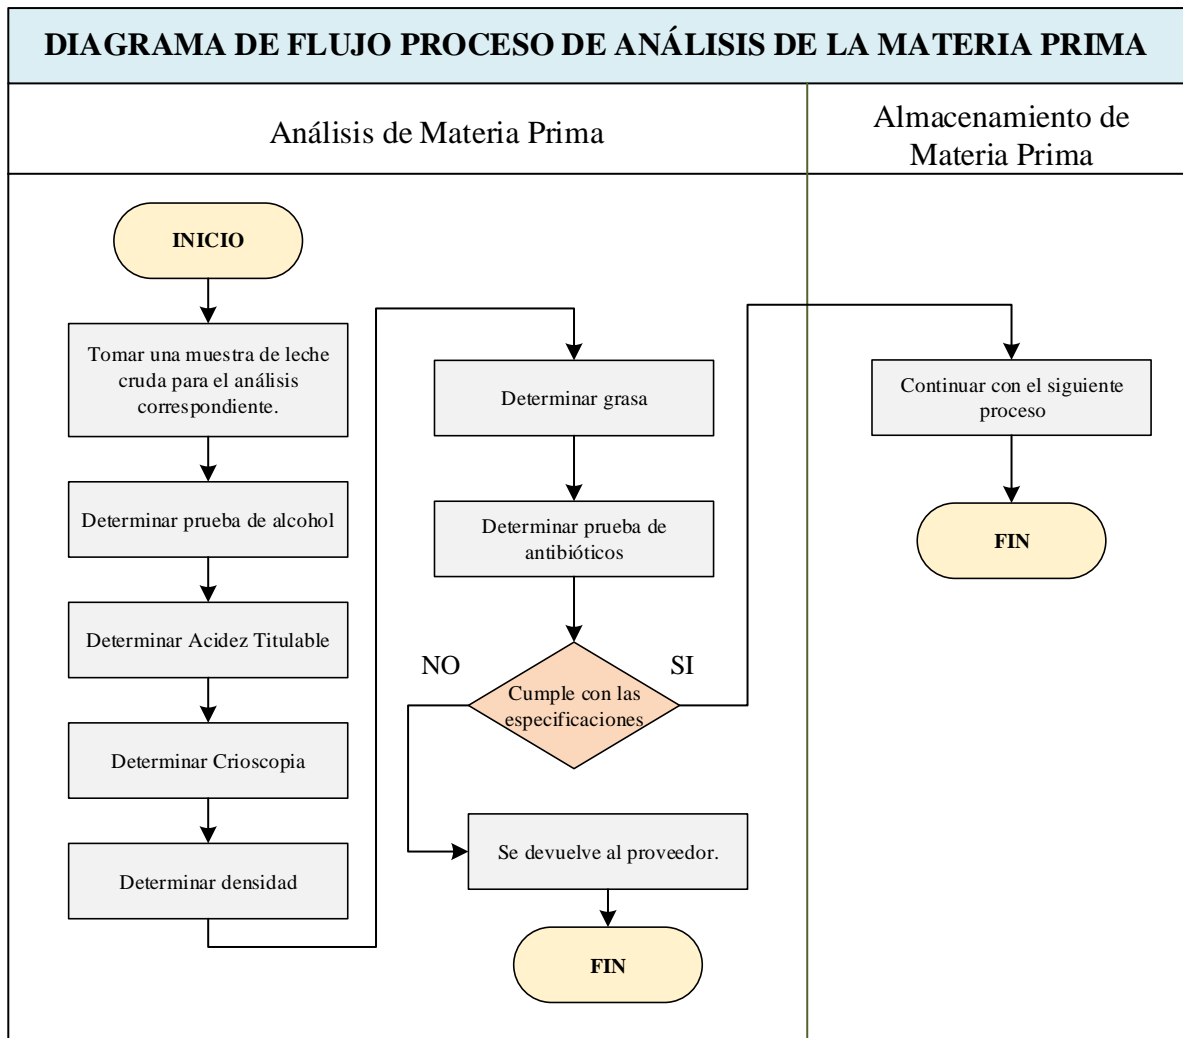 DIAGRAMA DE FLUJO PROCESO DE ANÁLISIS DE LA MATERIA PRIMA
Análisis de Materia Prima
Almacenamiento de
Materia Prima
INICIO
Tomar una muestra de leche
cruda para el análisis
correspondiente.
Determinar prueba de alcohol
Determinar Acidez Titulable
Determinar Crioscopia
Determinar densidad
Determinar grasa
Determinar prueba de
antibióticos
NO
SI
Cumple con las
especificaciones
Se devuelve al proveedor.
FIN
Continuar con el siguiente
proceso
FIN